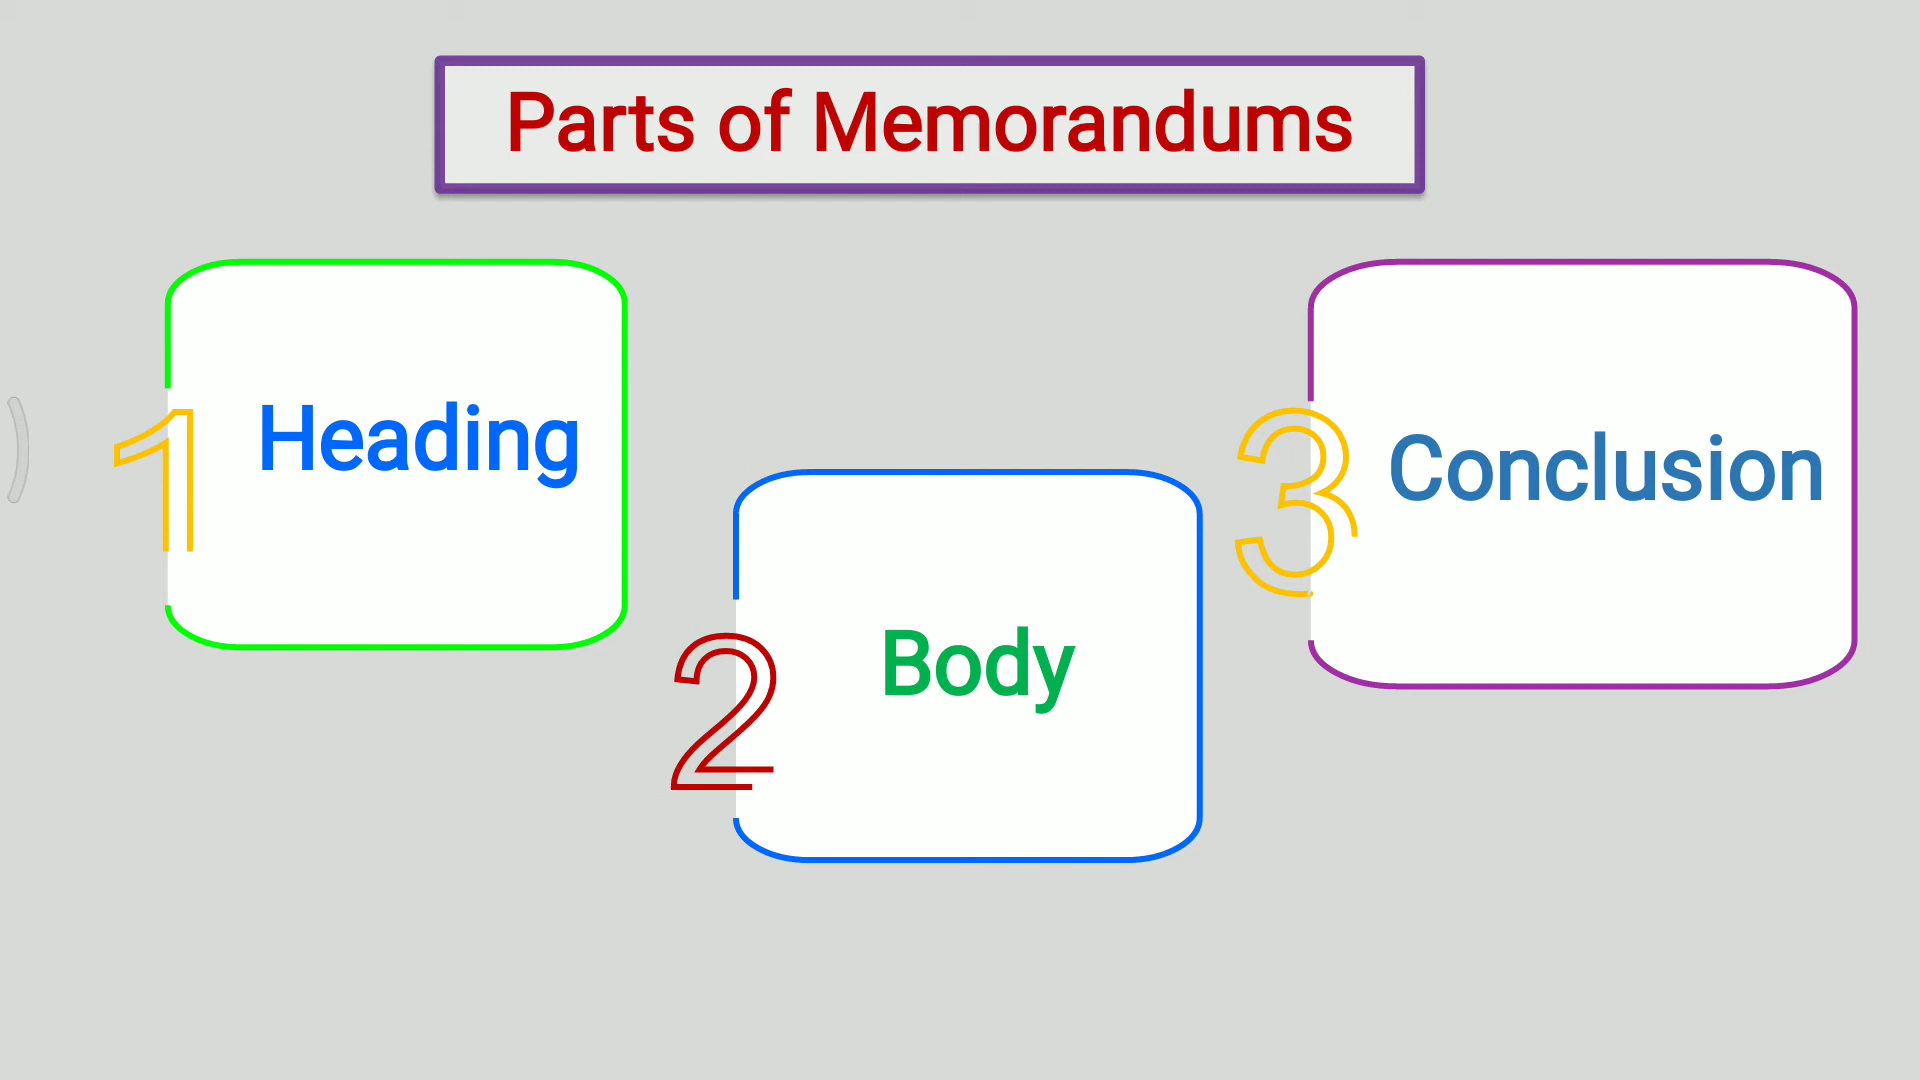 Parts of Memorandums
1
Heading
2
Body
3
Conclusion